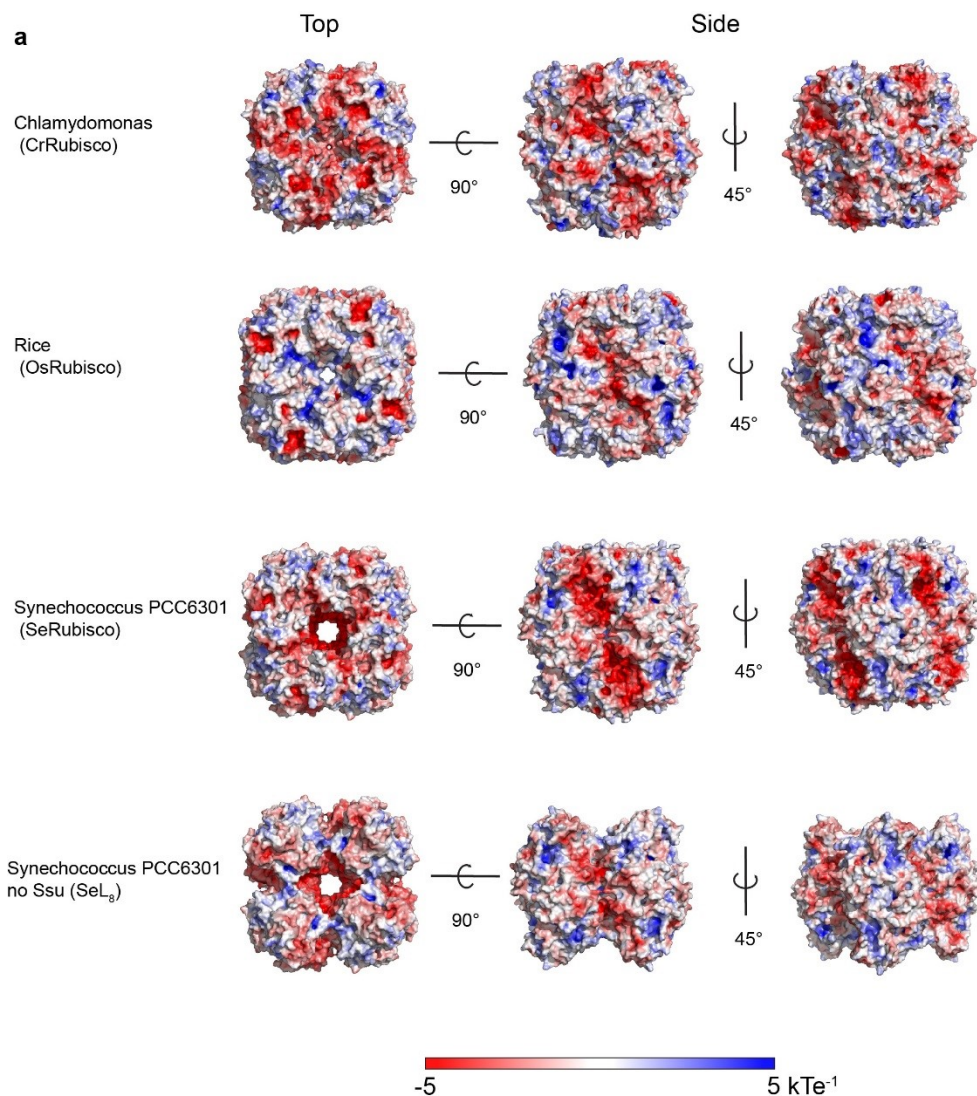 a
Top
Side
Chlamydomonas
(CrRubisco)
90°
45°
Rice
(OsRubisco)
90°
45°
Synechococcus PCC6301
(SeRubisco)
90°
45°
Synechococcus PCC6301
no Ssu (SeL₈)
90°
45°
-5
5 kTe⁻¹